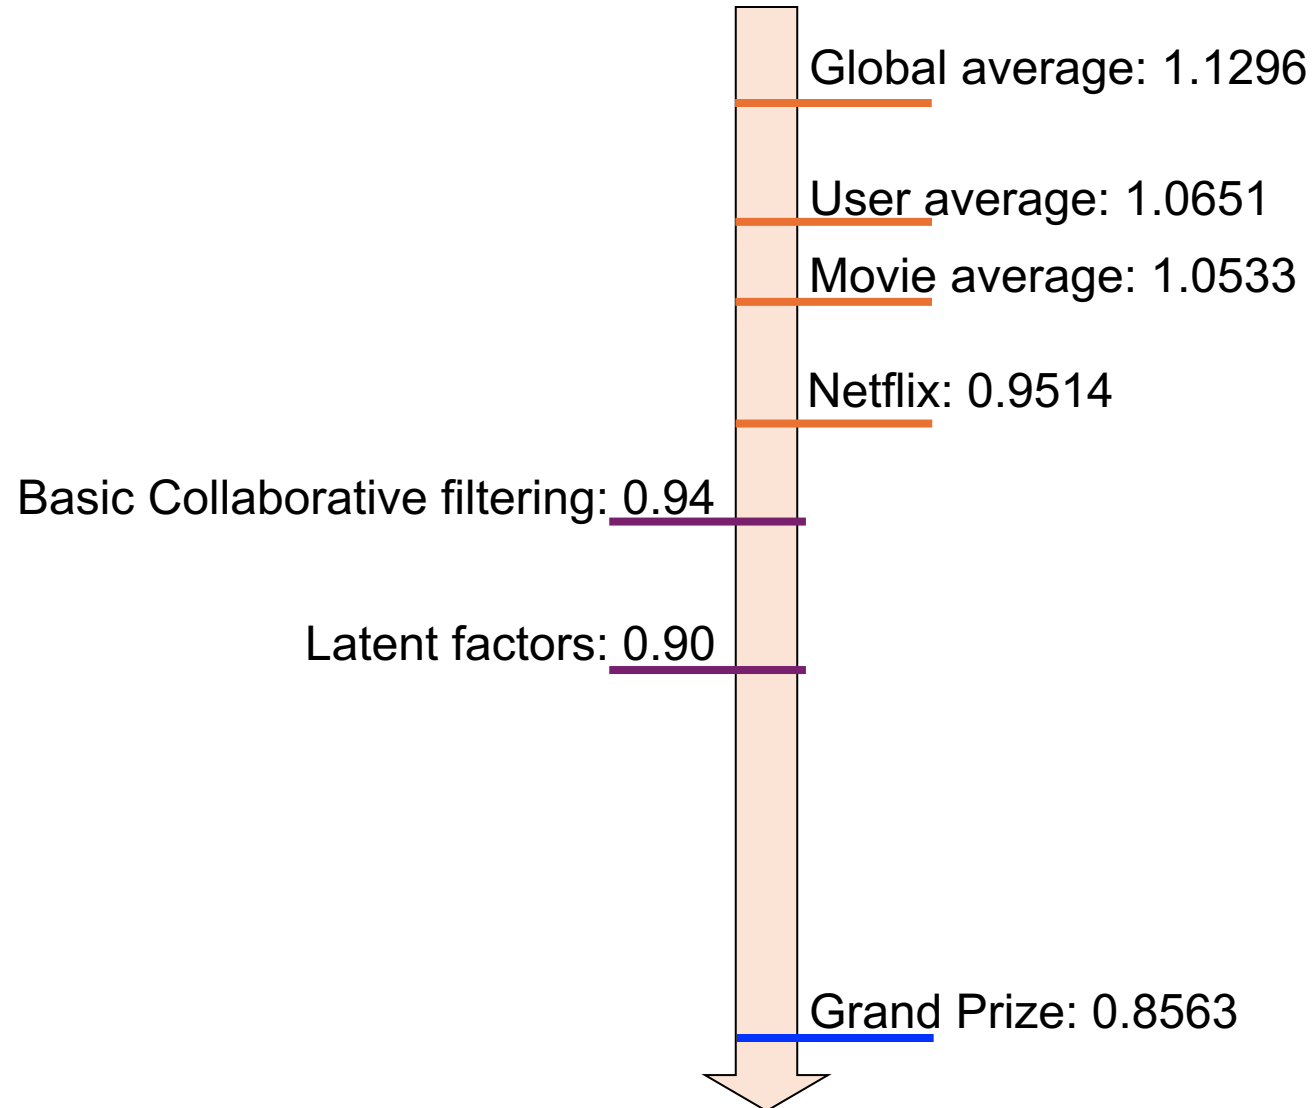 Global average: 1.1296
User average: 1.0651
Movie average: 1.0533
Netflix: 0.9514
Basic Collaborative filtering: 0.94
Latent factors: 0.90
Grand Prize: 0.8563